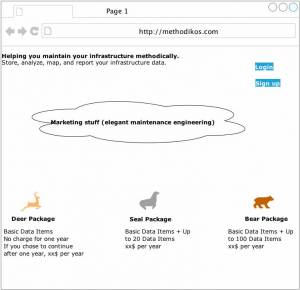 Page 1
http://methodikos.com
Helping you maintain your infrastructure methodically.
Store, analyze, map, and report your infrastructure data.
Login
Sign up
Marketing stuff (elegant maintenance engineering)
Deer Package
Basic Data Items
No charge for one year
If you chose to continue
after one year, xx$ per year
Seal Package
Basic Data Items + Up
to 20 Data Items
xx$ per year
Bear Package
Basic Data Items + Up
to 100 Data Items
xx$ per year